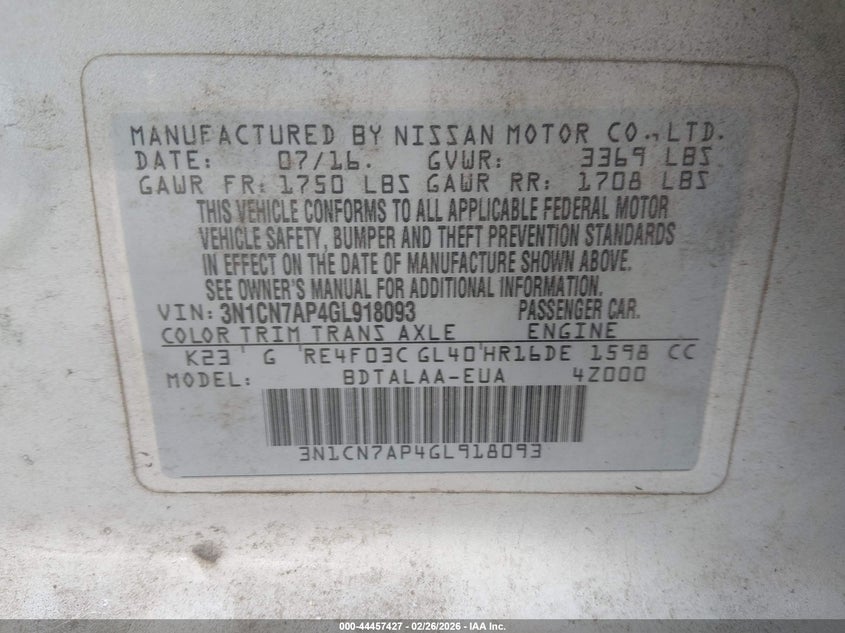 MANUFACTURED BY NISSAN MOTOR CO., LTD.
DATE: 07/16. GVWR: 3369 LBS
GAWR FR: 1750 LBS GAWR RR: 1708 LBS
THIS VEHICLE CONFORMS TO ALL APPLICABLE FEDERAL MOTOR
VEHICLE SAFETY, BUMPER AND THEFT PREVENTION STANDARDS
IN EFFECT ON THE DATE OF MANUFACTURE SHOWN ABOVE.
SEE OWNER'S MANUAL FOR ADDITIONAL INFORMATION.
VIN: 3N1CN7AP4GL918093 PASSENGER CAR.
COLOR TRIM TRANS AXLE ENGINE
K23 G RE4F03C GL40 HR16DE 1598 CC
MODEL: BDTALAA-EUA 4Z000
3N1CN7AP4GL918093
000-44457427 - 02/26/2026 - IAA Inc.